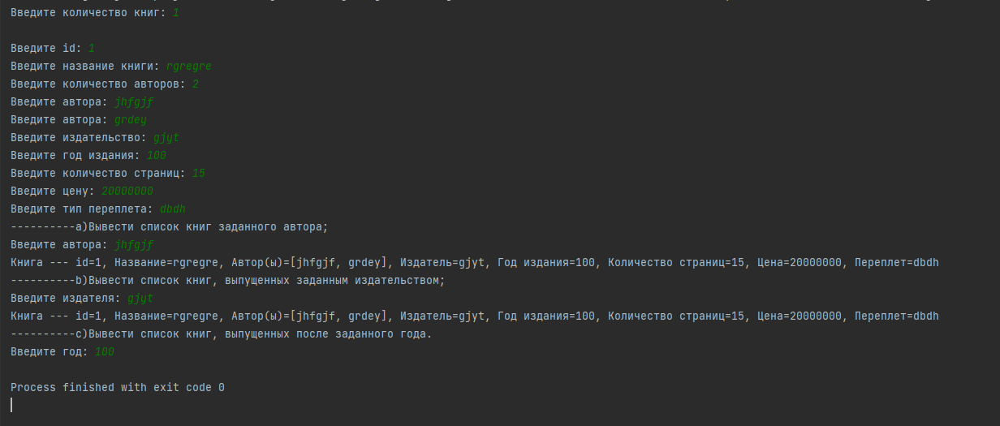 Введите количество книг: 1
Введите id: 1
Введите название книги: rgregre
Введите количество авторов: 2
Введите автора: jhfgjf
Введите автора: grdey
Введите издательство: gjyt
Введите год издания: 100
Введите количество страниц: 15
Введите цену: 20000000
Введите тип переплета: dbdh
----------a)Вывести список книг заданного автора;
Введите автора: jhfgjf
Книга --- id=1, Название=rgregre, Автор(ы)=[jhfgjf, grdey], Издатель=gjyt, Год издания=100, Количество страниц=15, Цена=20000000, Переплет=dbdh
----------b)Вывести список книг, выпущенных заданным издательством;
Введите издателя: gjyt
Книга --- id=1, Название=rgregre, Автор(ы)=[jhfgjf, grdey], Издатель=gjyt, Год издания=100, Количество страниц=15, Цена=20000000, Переплет=dbdh
----------c)Вывести список книг, выпущенных после заданного года.
Введите год: 100
Process finished with exit code 0